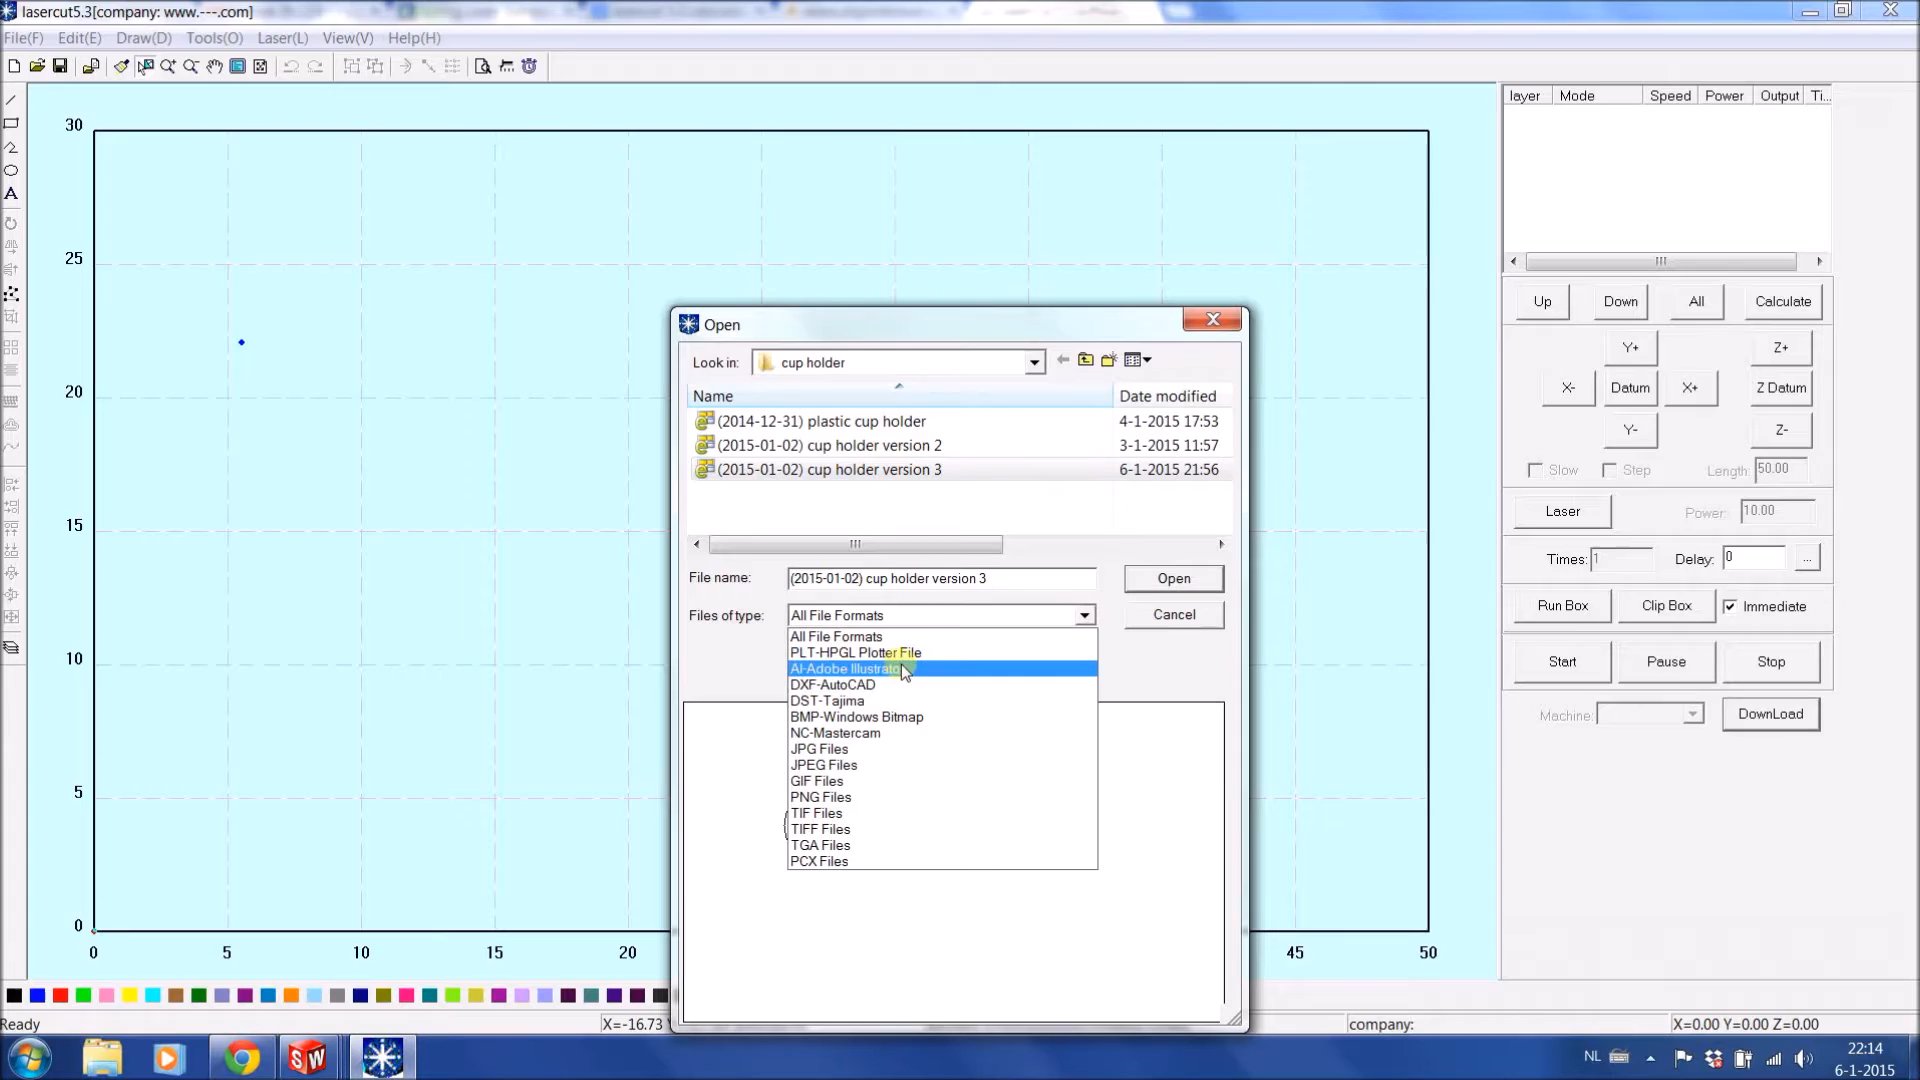 lasercut5.3[company: www.---.com]
File(F) Edit(E) Draw(D) Tools(O) Laser(L) View(V) Help(H)
layer Mode Speed Power Output Ti...
30
25
20
15
10
5
0
0 5 10 15 20 45 50
Open
Look in: cup holder
Name Date modified
(2014-12-31) plastic cup holder 4-1-2015 17:53
(2015-01-02) cup holder version 2 3-1-2015 11:57
(2015-01-02) cup holder version 3 6-1-2015 21:56
File name: (2015-01-02) cup holder version 3 Open
Files of type: All File Formats Cancel
All File Formats
PLT-HPGL Plotter File
AI-Adobe Illustrator
DXF-AutoCAD
DST-Tajima
BMP-Windows Bitmap
NC-Mastercam
JPG Files
JPEG Files
GIF Files
PNG Files
TIF Files
TIFF Files
TGA Files
PCX Files
Up Down All Calculate
Y+ Z+
X- Datum X+ Z Datum
Y- Z-
Slow Step Length: 50.00
Laser Power: 10.00
Times: 1 Delay: 0 ...
Run Box Clip Box Immediate
Start Pause Stop
Machine: DownLoad
Ready X=-16.73 company: X=0.00 Y=0.00 Z=0.00
SW NL 22:14
6-1-2015